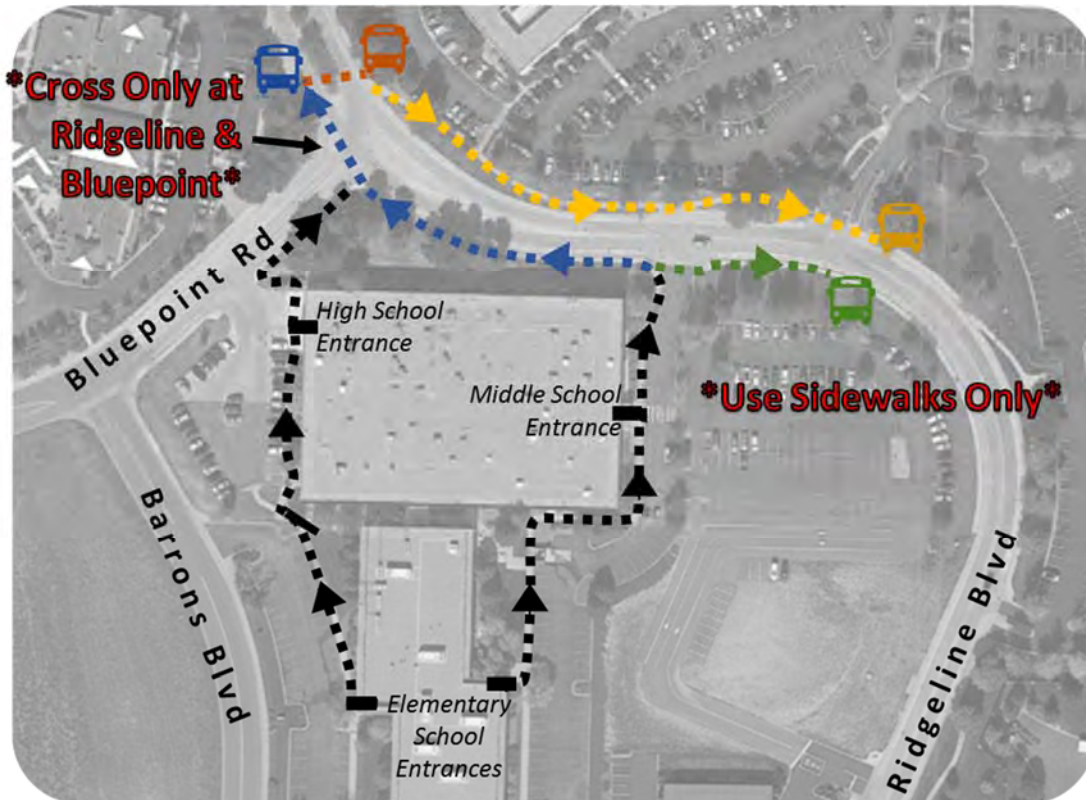 *Cross Only at
Ridgeline &
Bluepoint*
Bluepoint Rd
High School
Entrance
Middle School
Entrance
*Use Sidewalks Only*
Barrons Blvd
Elementary
School
Entrances
Ridgeline Blvd